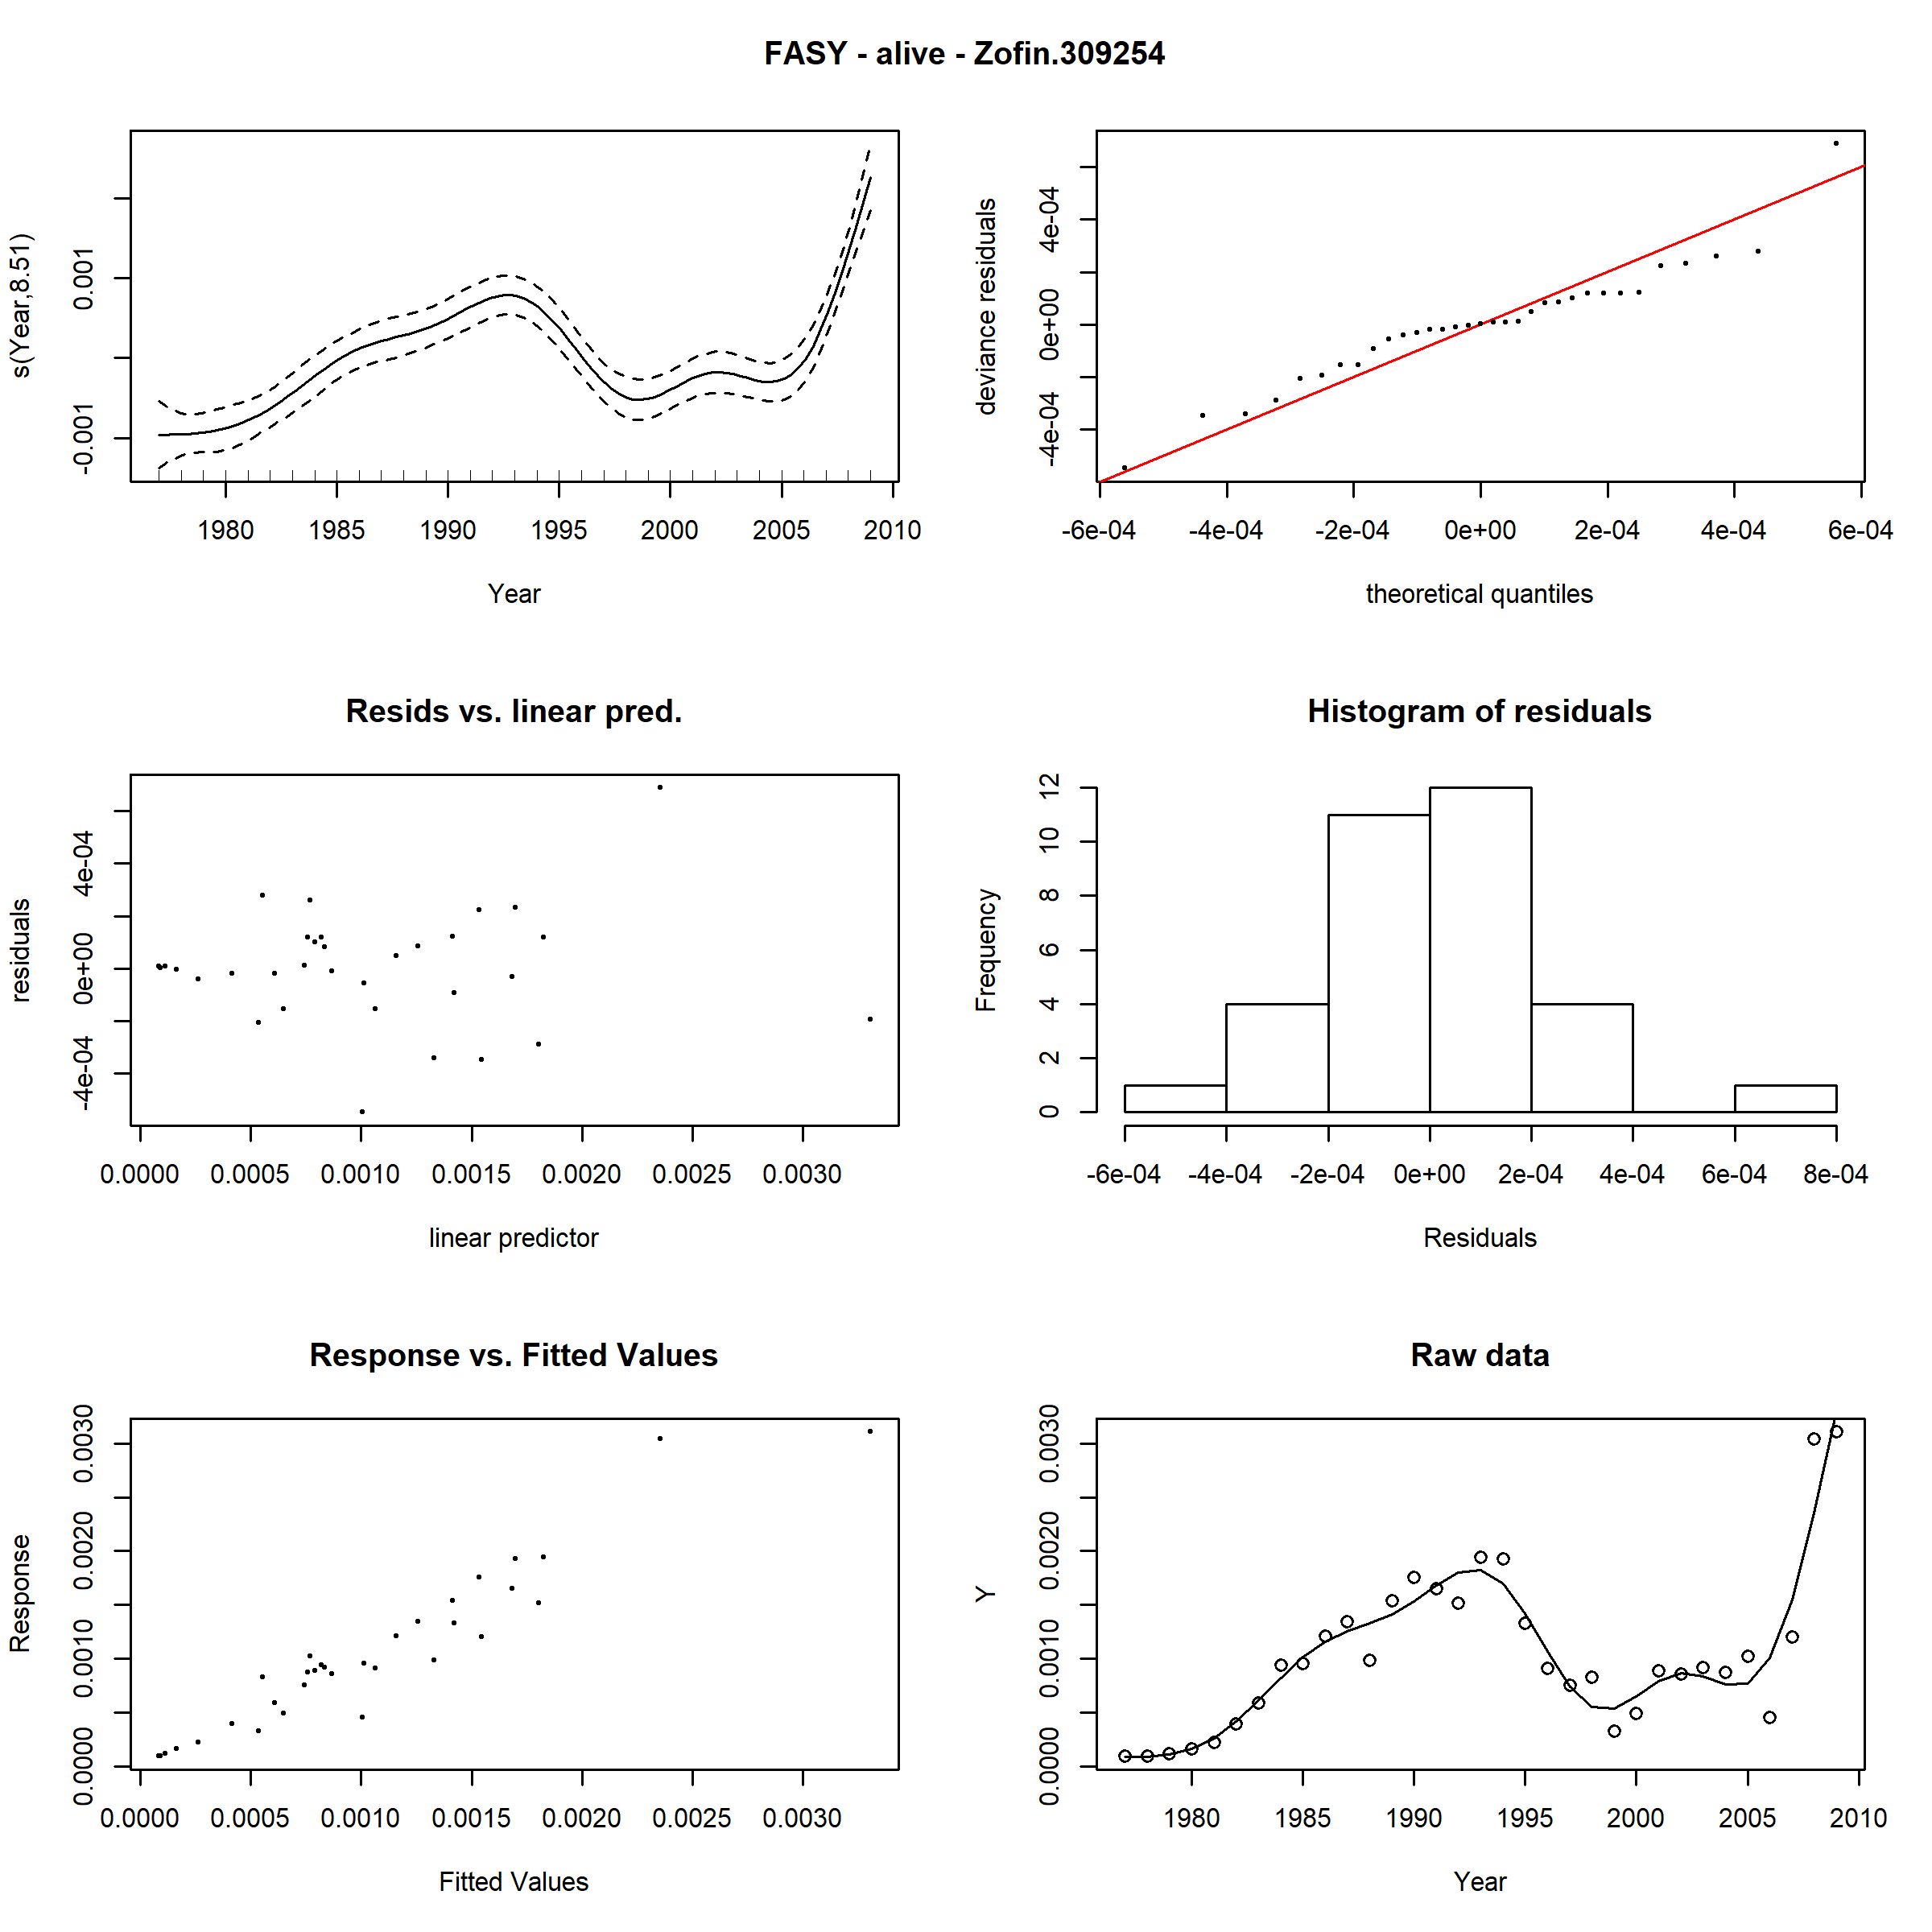 FASY - alive - Zofin.309254
s(Year,8.51)
-0.001 0.001
1980 1985 1990 1995 2000 2005 2010
Year
deviance residuals
-4e-04 0e+00 4e-04
-6e-04 -4e-04 -2e-04 0e+00 2e-04 4e-04 6e-04
theoretical quantiles
Resids vs. linear pred.
residuals
-4e-04 0e+00 4e-04
0.0000 0.0005 0.0010 0.0015 0.0020 0.0025 0.0030
linear predictor
Histogram of residuals
Frequency
0 2 4 6 8 10 12
-6e-04 -4e-04 -2e-04 0e+00 2e-04 4e-04 6e-04 8e-04
Residuals
Response vs. Fitted Values
Response
0.0000 0.0010 0.0020 0.0030
0.0000 0.0005 0.0010 0.0015 0.0020 0.0025 0.0030
Fitted Values
Raw data
Y
0.0000 0.0010 0.0020 0.0030
1980 1985 1990 1995 2000 2005 2010
Year